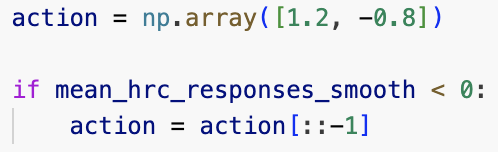 action = np.array([1.2, -0.8])
if mean_hrc_responses_smooth < 0:
    action = action[::-1]